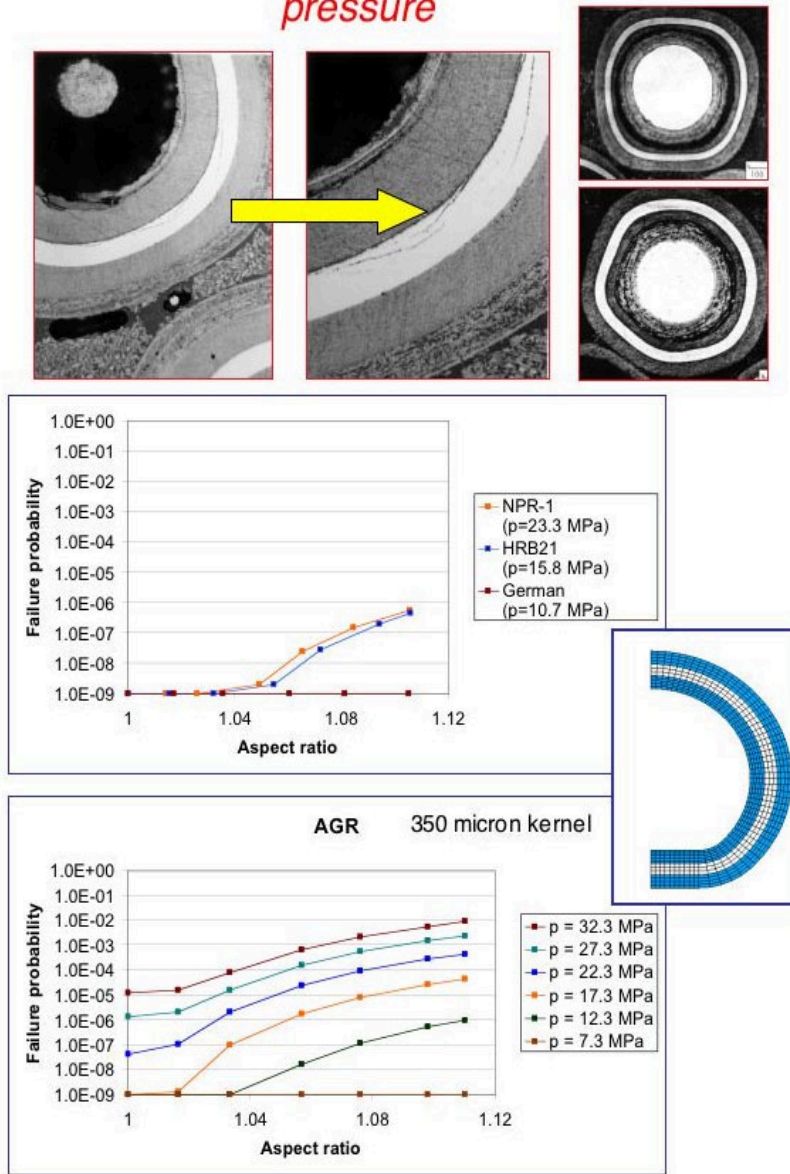 pressure
1.0E+00
1.0E-01
1.0E-02
1.0E-03
1.0E-04
1.0E-05
1.0E-06
1.0E-07
1.0E-08
1.0E-09
Failure probability
1
1.04
1.08
1.12
Aspect ratio
NPR-1
(p=23.3 MPa)
HRB21
(p=15.8 MPa)
German
(p=10.7 MPa)
AGR 350 micron kernel
1.0E+00
1.0E-01
1.0E-02
1.0E-03
1.0E-04
1.0E-05
1.0E-06
1.0E-07
1.0E-08
1.0E-09
Failure probability
1
1.04
1.08
1.12
Aspect ratio
p = 32.3 MPa
p = 27.3 MPa
p = 22.3 MPa
p = 17.3 MPa
p = 12.3 MPa
p = 7.3 MPa